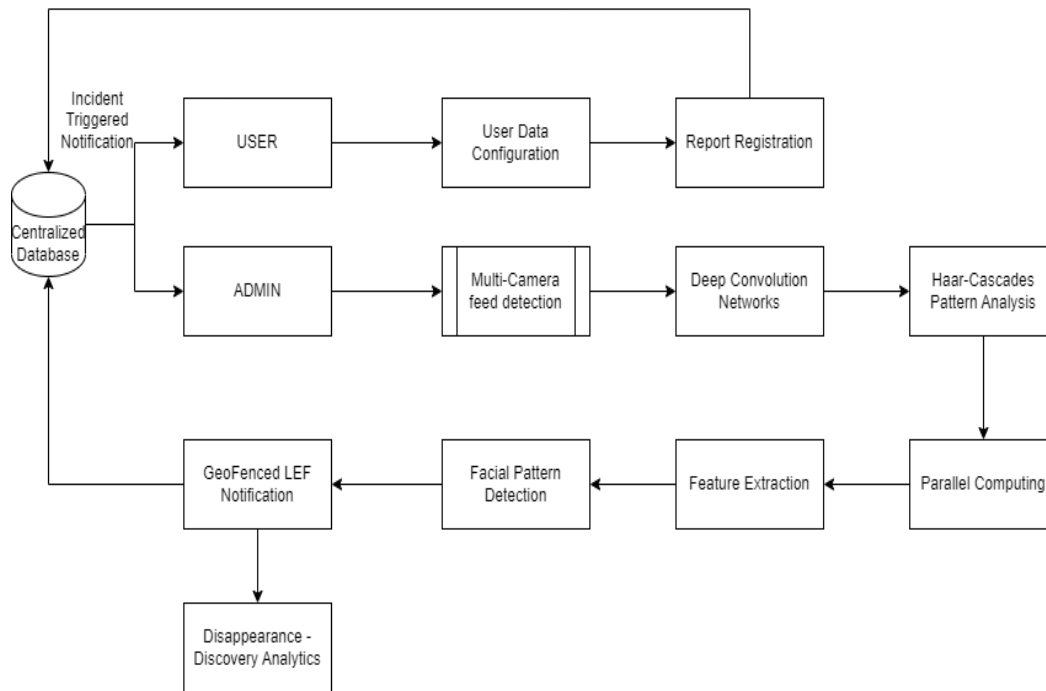 Incident
Triggered
Notification
USER
User Data
Configuration
Report Registration
Centralized
Database
ADMIN
Multi-Camera
feed detection
Deep Convolution
Networks
Haar-Cascades
Pattern Analysis
GeoFenced LEF
Notification
Facial Pattern
Detection
Feature Extraction
Parallel Computing
Disappearance -
Discovery Analytics